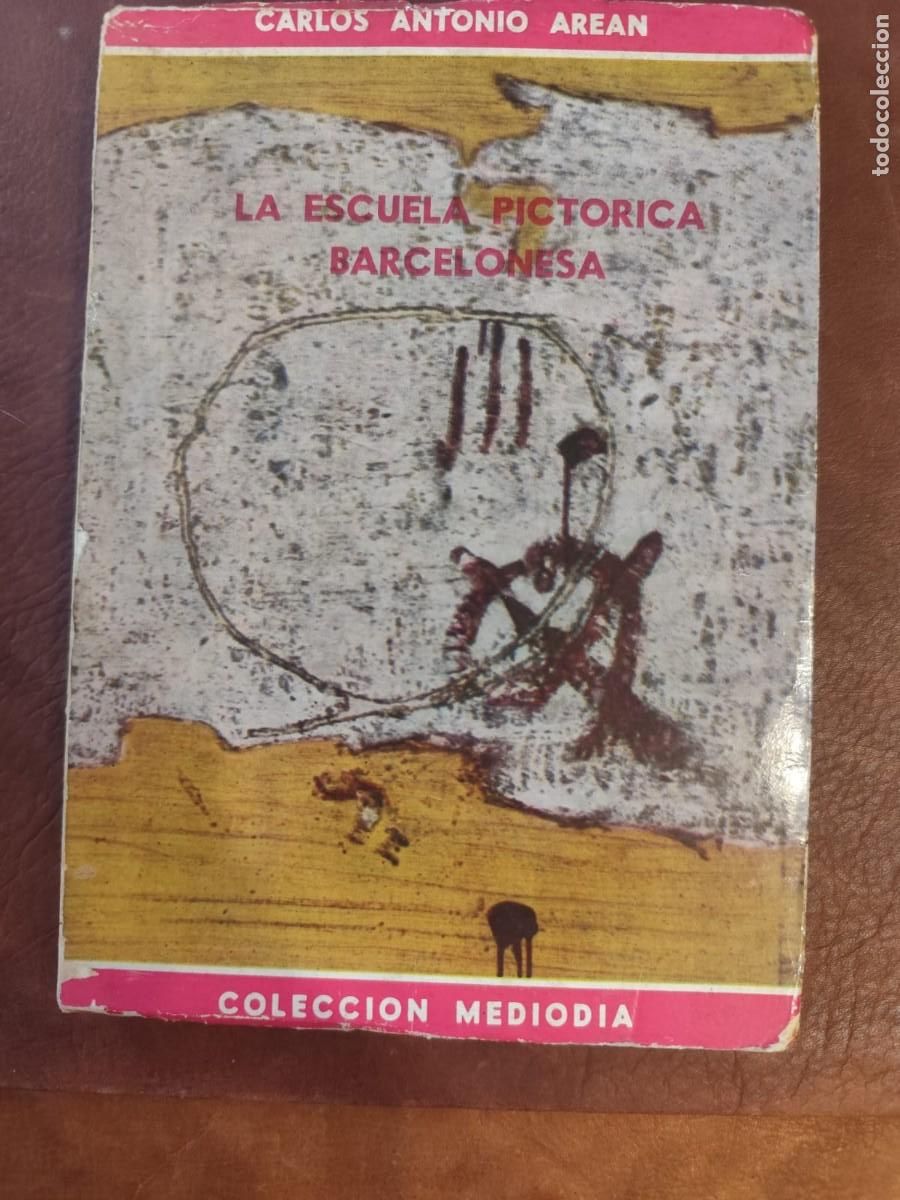 CARLOS ANTONIO AREAN
LA ESCUELA PICTORICA
BARCELONESA
COLECCION MEDIODIA
todocoleccion